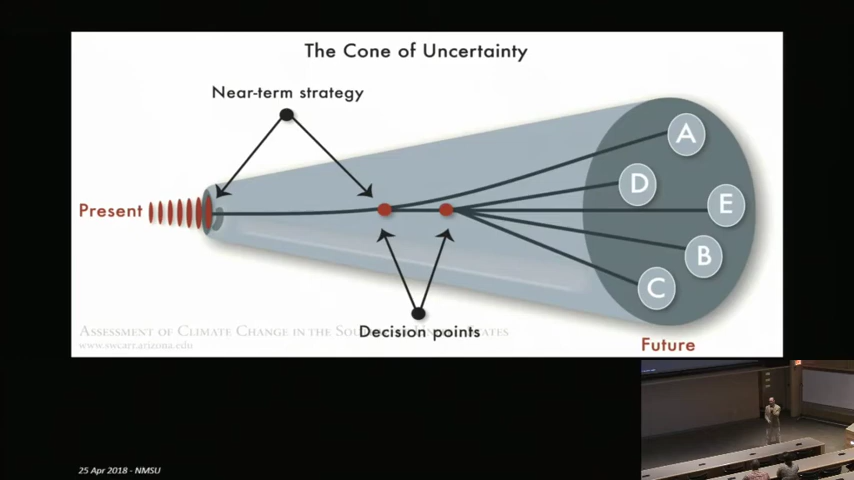 The Cone of Uncertainty
Near-term strategy
Present
A
D
E
B
C
Decision points
ASSESSMENT OF CLIMATE CHANGE IN THE SOUTHWEST UNITED STATES
www.swcarr.arizona.edu
Future
25 Apr 2018 - NMSU